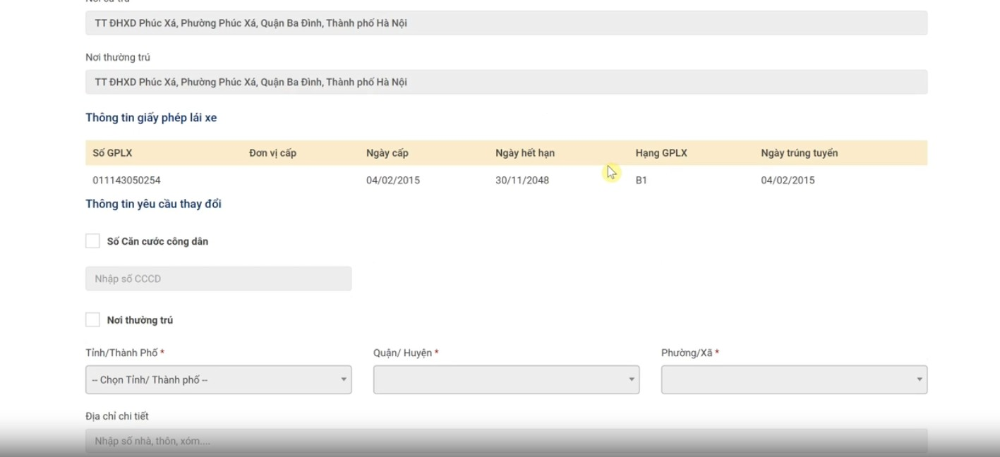 TT ĐHXD Phúc Xá, Phường Phúc Xá, Quận Ba Đình, Thành phố Hà Nội
Nơi thường trú
TT ĐHXD Phúc Xá, Phường Phúc Xá, Quận Ba Đình, Thành phố Hà Nội
Thông tin giấy phép lái xe
Số GPLX Đơn vị cấp Ngày cấp Ngày hết hạn Hạng GPLX Ngày trúng tuyển
011143050254 04/02/2015 30/11/2048 B1 04/02/2015
Thông tin yêu cầu thay đổi
Số Căn cước công dân
Nhập số CCCD
Nơi thường trú
Tỉnh/Thành Phố * Quận/ Huyện * Phường/Xã *
-- Chọn Tỉnh/ Thành phố --
Địa chỉ chi tiết
Nhập số nhà, thôn, xóm....